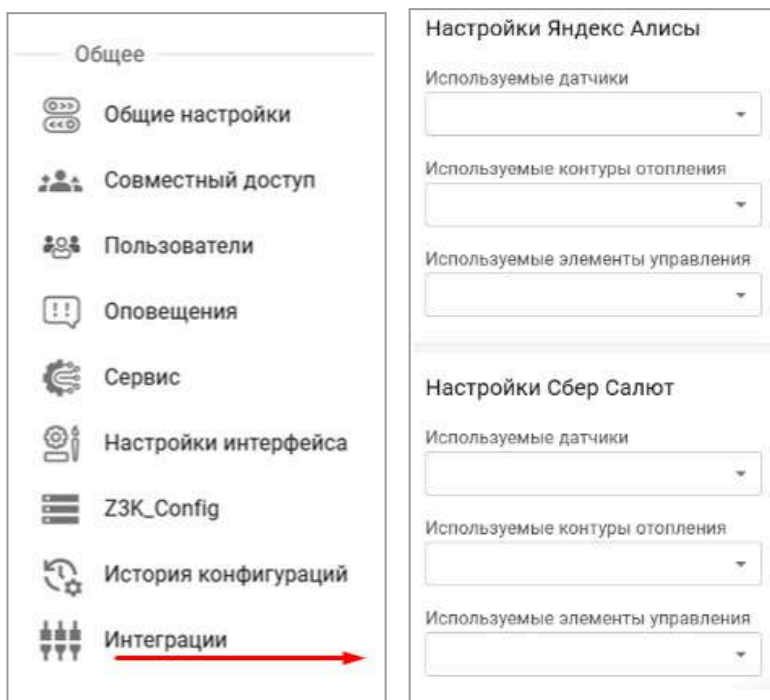 Общее
Общие настройки
Совместный доступ
Пользователи
Оповещения
Сервис
Настройки интерфейса
Z3K_Config
История конфигураций
Интеграции
Настройки Яндекс Алисы
Используемые датчики
Используемые контуры отопления
Используемые элементы управления
Настройки Сбер Салют
Используемые датчики
Используемые контуры отопления
Используемые элементы управления